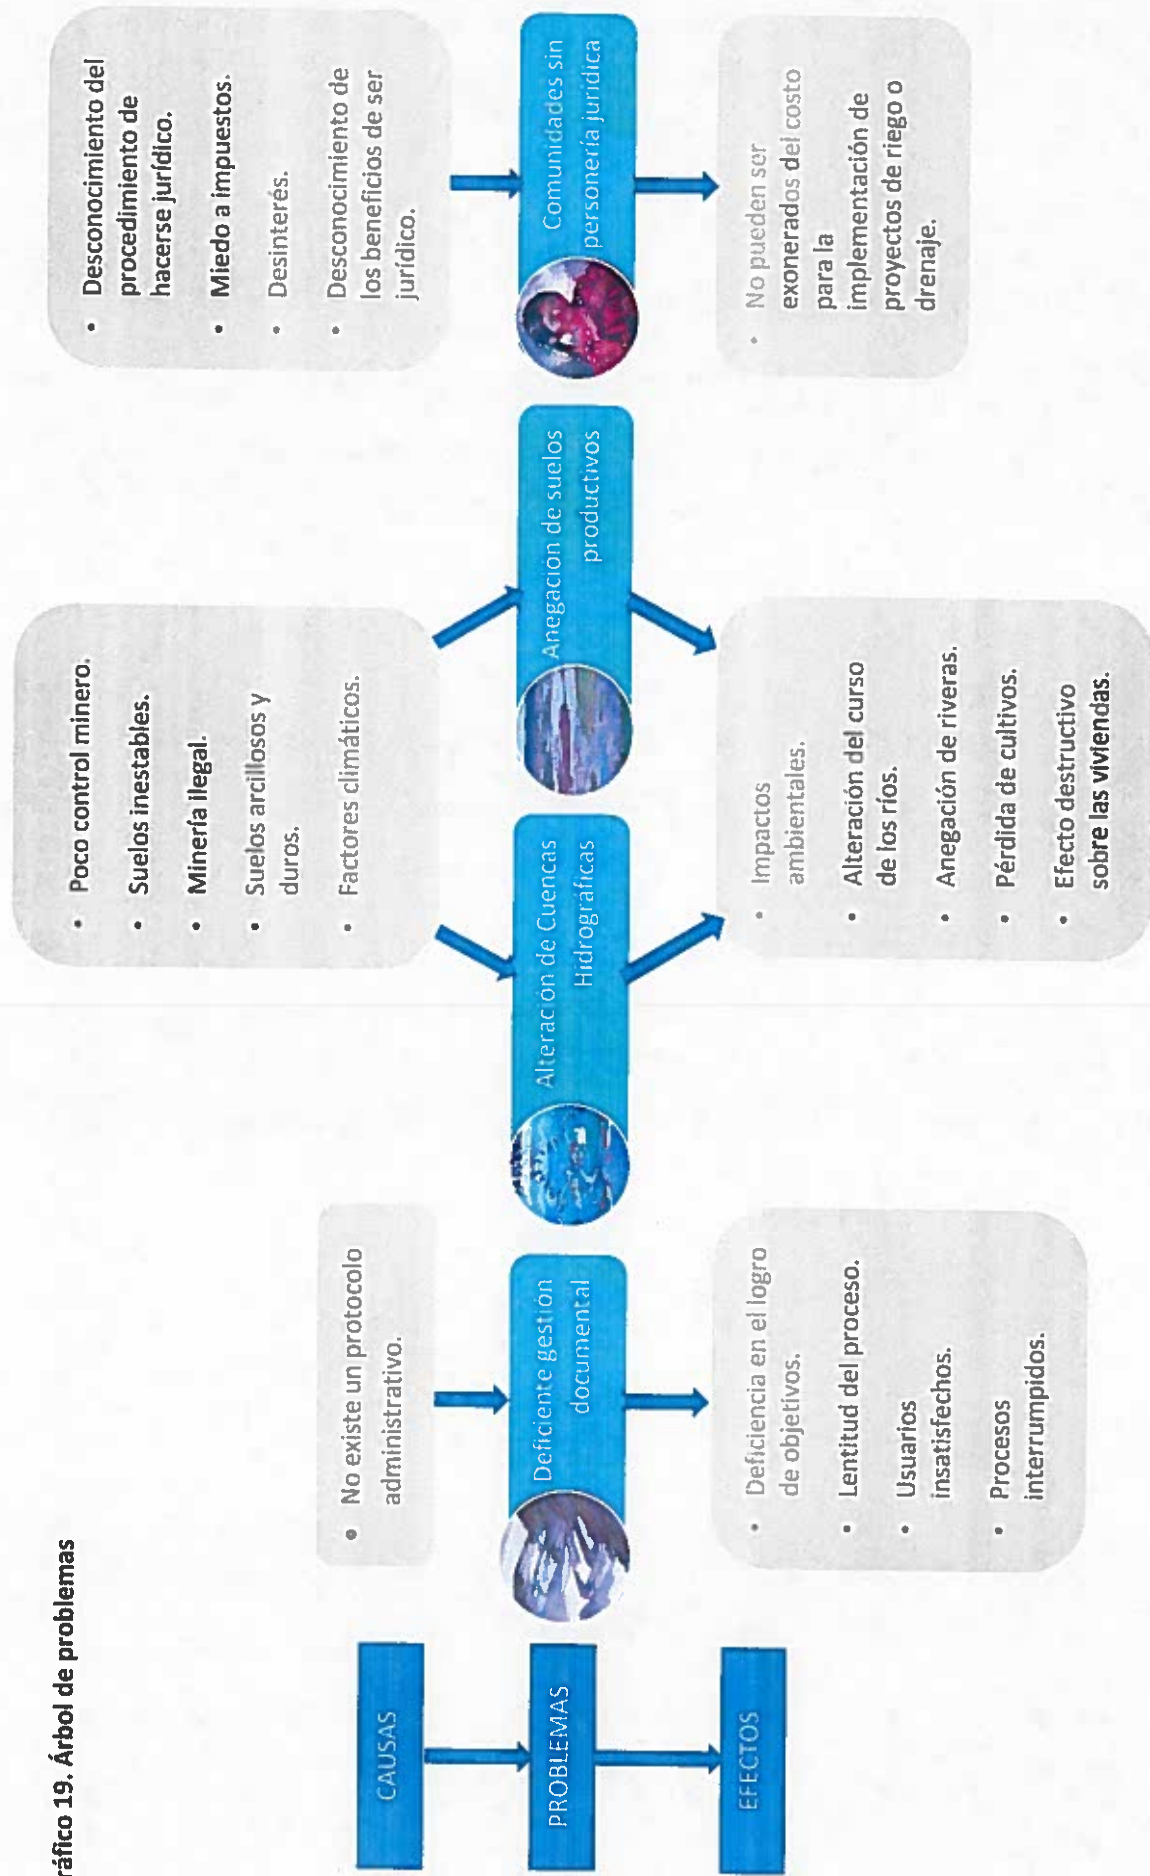 ráfico 19. Árbol de problemas
CAUSAS
PROBLEMAS
EFECTOS
• No existe un protocolo
administrativo.
Deficiente gestión
documental
• Deficiencia en el logro
de objetivos.
• Lentitud del proceso.
• Usuarios
insatisfechos.
• Procesos
interrumpidos.
• Poco control minero.
• Suelos inestables.
• Minería ilegal.
• Suelos arcillosos y
duros.
• Factores climáticos.
Alteración de Cuencas
Hidrográficas
Anegación de suelos
productivos
• Impactos
ambientales.
• Alteración del curso
de los ríos.
• Anegación de riveras.
• Pérdida de cultivos.
• Efecto destructivo
sobre las viviendas.
• Desconocimiento del
procedimiento de
hacerse jurídico.
• Miedo a impuestos.
• Desinterés.
• Desconocimiento de
los beneficios de ser
jurídico.
Comunidades sin
personería jurídica
• No pueden ser
exonerados del costo
para la
implementación de
proyectos de riego o
drenaje.